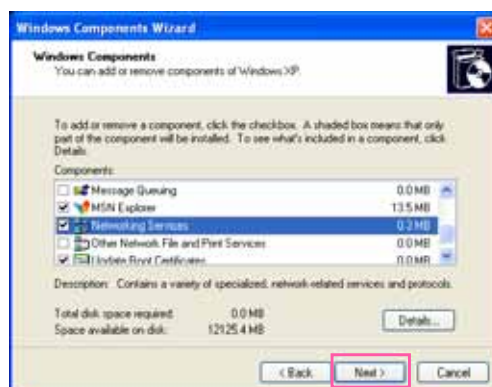 Windows Components Wizard
Windows Components
You can add or remove components of Windows XP.
To add or remove a component, click the checkbox. A shaded box means that only
part of the component will be installed. To see what's included in a component, click
Details.
Components:
Message Queuing 0.0 MB
MSN Explorer 13.5 MB
Networking Services 0.3 MB
Other Network File and Print Services 0.0 MB
Update Root Certificates 0.0 MB
Description: Contains a variety of specialized, network-related services and protocols.
Total disk space required: 0.0 MB
Space available on disk: 12125.4 MB
Details...
< Back Next > Cancel